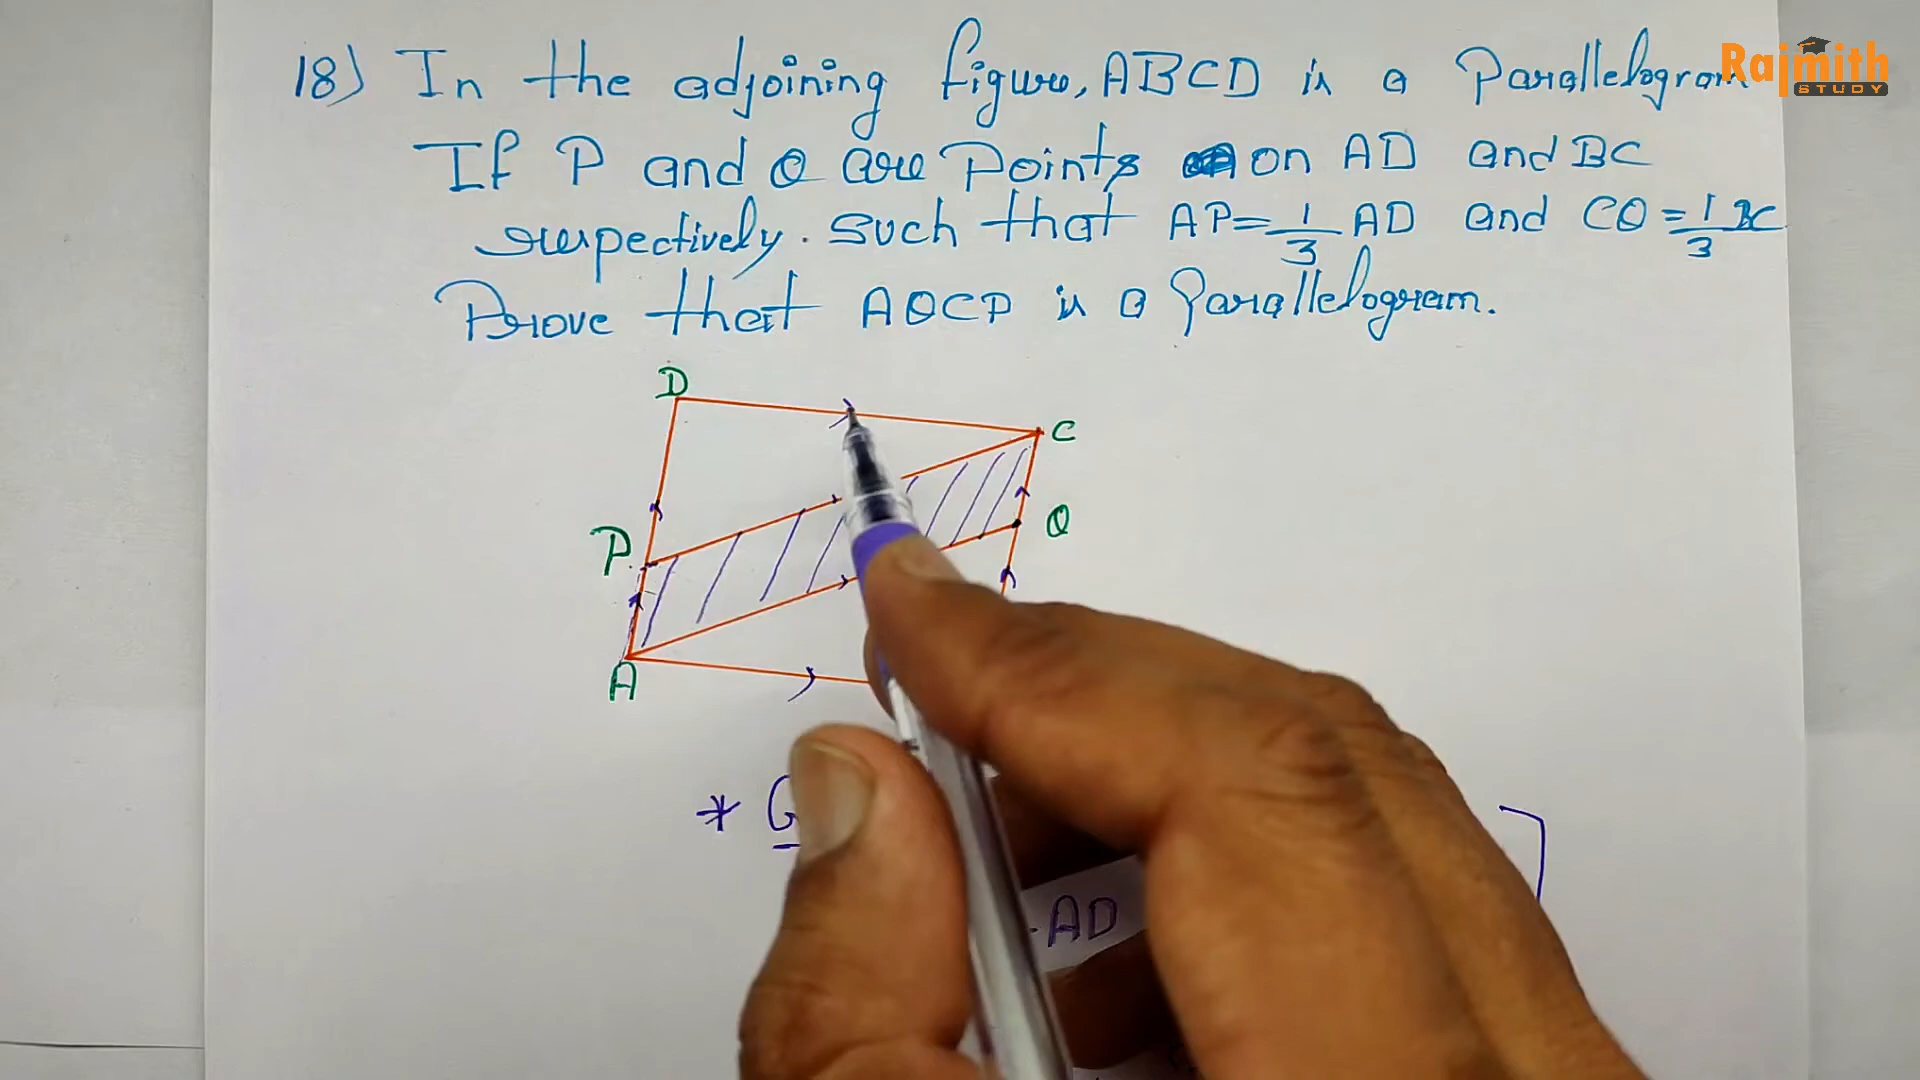 18) In the adjoining figure, ABCD is a Parallelogram
If P and Q are Points on AD and BC
respectively. Such that AP=1/3 AD and CQ=1/3 BC
Prove that AQCP is a Parallelogram.
D
C
P
Q
A
* G
AD
Rajmith
STUDY